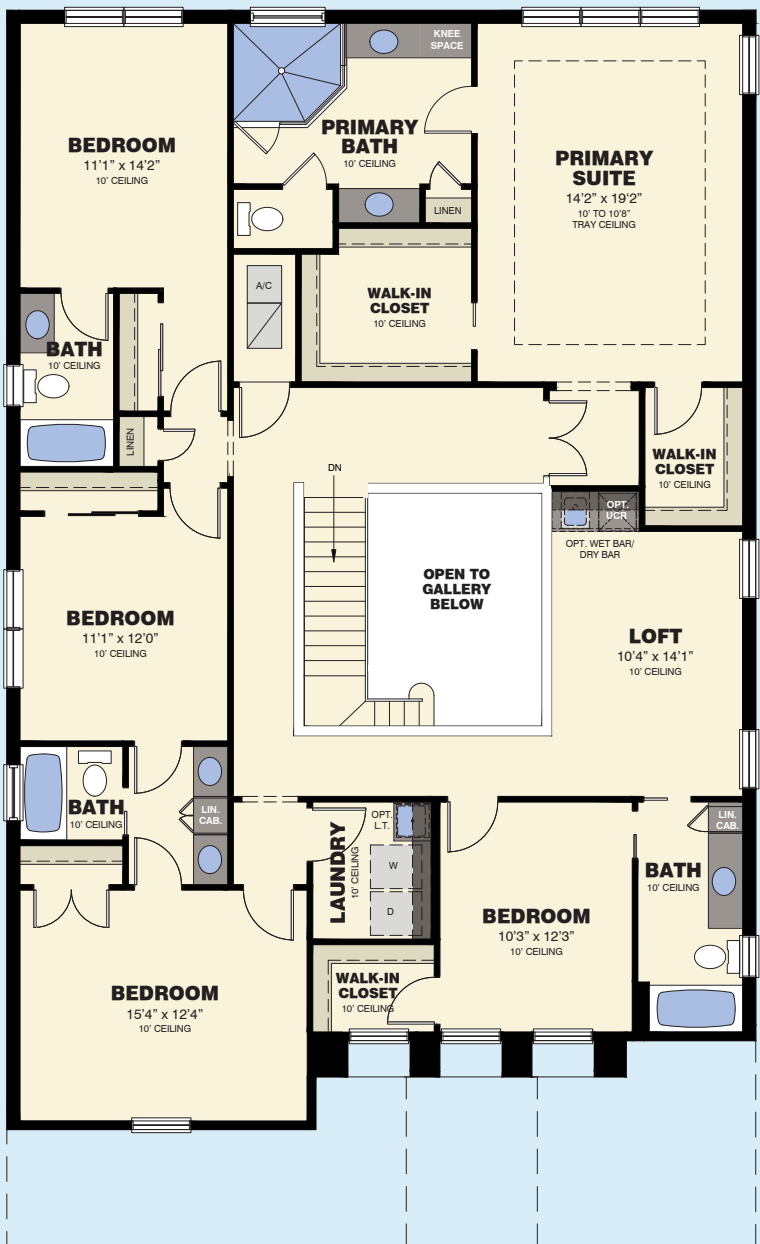 KNEE
SPACE
BEDROOM
11'1" x 14'2"
10' CEILING
PRIMARY
BATH
10' CEILING
PRIMARY
SUITE
14'2" x 19'2"
10' TO 10'8"
TRAY CEILING
LINEN
A/C
WALK-IN
CLOSET
10' CEILING
BATH
10' CEILING
LINEN
WALK-IN
CLOSET
10' CEILING
DN
OPT.
UCR
OPT. WET BAR/
DRY BAR
OPEN TO
GALLERY
BELOW
BEDROOM
11'1" x 12'0"
10' CEILING
LOFT
10'4" x 14'1"
10' CEILING
BATH
10' CEILING
LIN.
CAB.
OPT.
L.T.
LAUNDRY
10' CEILING
W
D
LIN.
CAB.
BATH
10' CEILING
BEDROOM
10'3" x 12'3"
10' CEILING
WALK-IN
CLOSET
10' CEILING
BEDROOM
15'4" x 12'4"
10' CEILING